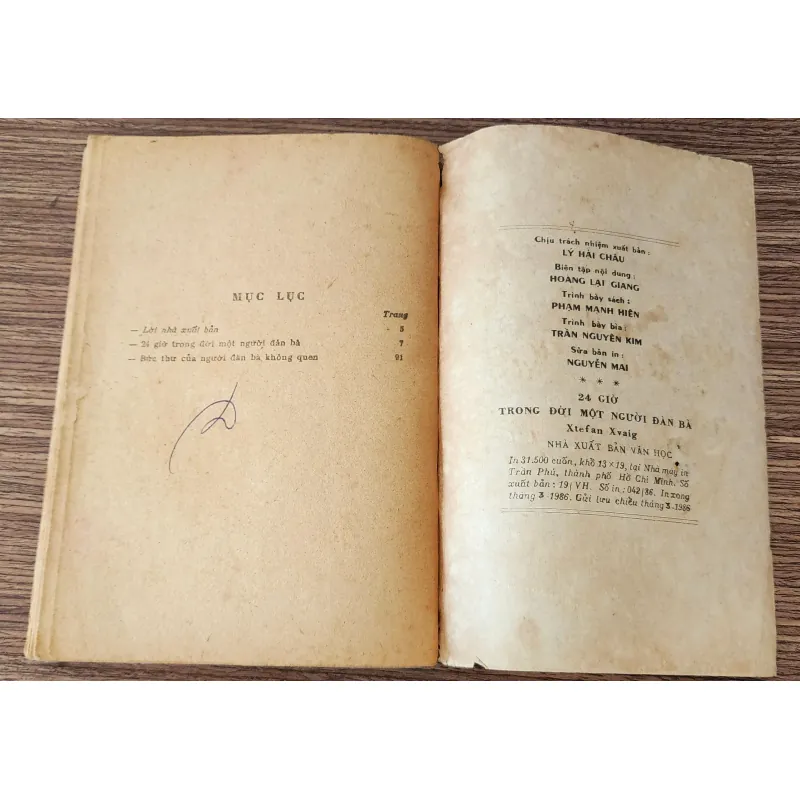 MỤC LỤC
Trang
— Lời nhà xuất bản 5
— 24 giờ trong đời một người đàn bà 7
— Bức thư của người đàn bà không quen 91
Chịu trách nhiệm xuất bản :
LÝ HẢI CHÂU
Biên tập nội dung :
HOÀNG LẠI GIANG
Trình bày sách :
PHẠM MẠNH HIÊN
Trình bày bìa :
TRẦN NGUYÊN KIM
Sửa bản in :
NGUYỄN MAI
* * *
24 GIỜ
TRONG ĐỜI MỘT NGƯỜI ĐÀN BÀ
Xtefan Xvaig
NHÀ XUẤT BẢN VĂN HỌC
In 31.500 cuốn, khổ 13 × 19, tại Nhà máy in
Trần Phú, thành phố Hồ Chí Minh. Số
xuất bản : 19/VH. Số in : 042/86. In xong
tháng 3-1986. Gửi lưu chiểu tháng 3-1986